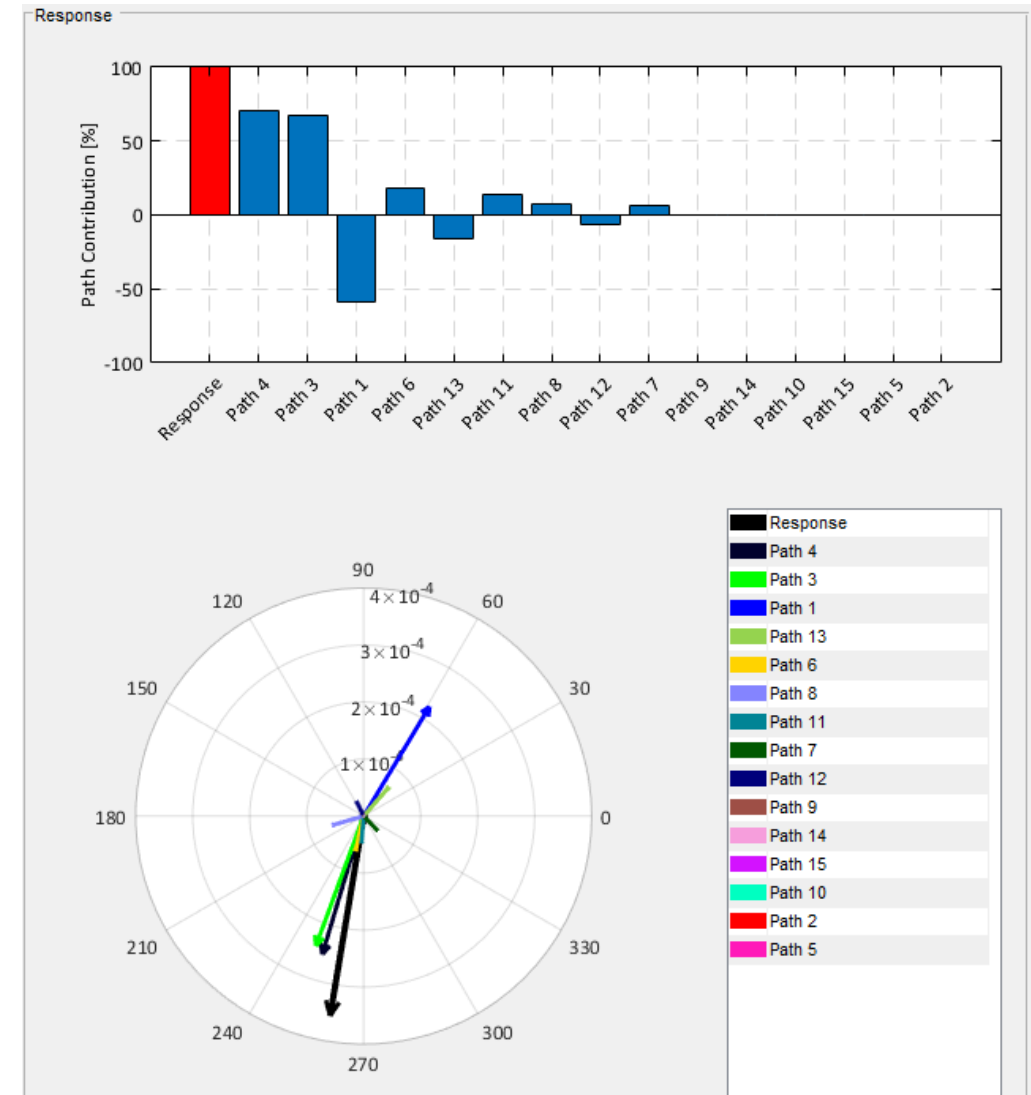 Response
Path Contribution [%]
100
50
0
-50
-100
Response
Path 4
Path 3
Path 1
Path 6
Path 13
Path 11
Path 8
Path 12
Path 7
Path 9
Path 14
Path 10
Path 15
Path 5
Path 2
90
120
60
4×10⁻⁴
3×10⁻⁴
150
30
2×10⁻⁴
1×10⁻⁴
180
0
210
330
240
300
270
Response
Path 4
Path 3
Path 1
Path 13
Path 6
Path 8
Path 11
Path 7
Path 12
Path 9
Path 14
Path 15
Path 10
Path 2
Path 5